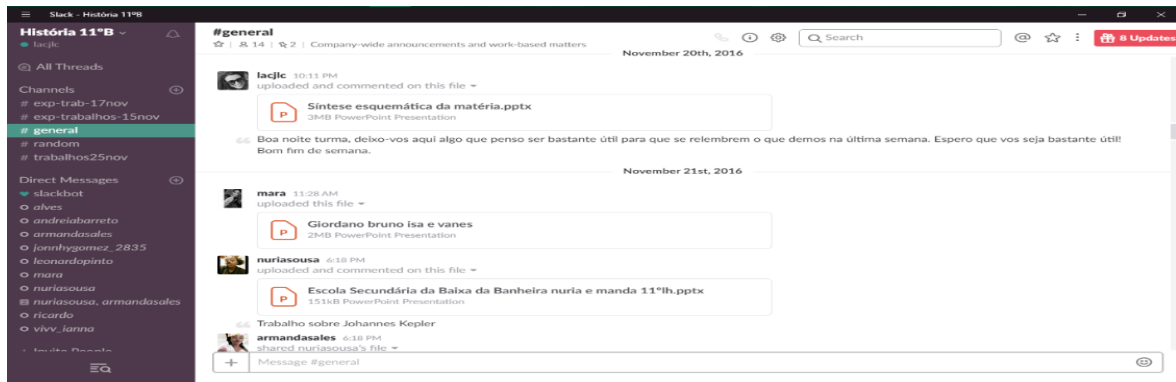 Slack - História 11ºB
História 11ºB
lacjlc
All Threads
Channels
# exp-trab-17nov
# exp-trabalhos-15nov
# general
# random
# trabalhos25nov
Direct Messages
slackbot
alves
andreiabarreto
armandasales
jonnhygomez_2835
leonardopinto
mara
nuriasousa
nuriasousa, armandasales
ricardo
vivv_ianna
+ Invite People
#general
14 | 2 | Company-wide announcements and work-based matters
Search
8 Updates
November 20th, 2016
lacjlc 10:11 PM
uploaded and commented on this file
Síntese esquemática da matéria.pptx
3MB PowerPoint Presentation
Boa noite turma, deixo-vos aqui algo que penso ser bastante útil para que se relembrem o que demos na última semana. Espero que vos seja bastante útil!
Bom fim de semana.
November 21st, 2016
mara 11:28 AM
uploaded this file
Giordano bruno isa e vanes
2MB PowerPoint Presentation
nuriasousa 6:18 PM
uploaded and commented on this file
Escola Secundária da Baixa da Banheira nuria e manda 11ºlh.pptx
151kB PowerPoint Presentation
Trabalho sobre Johannes Kepler
armandasales 6:18 PM
shared nuriasousa's file
Message #general